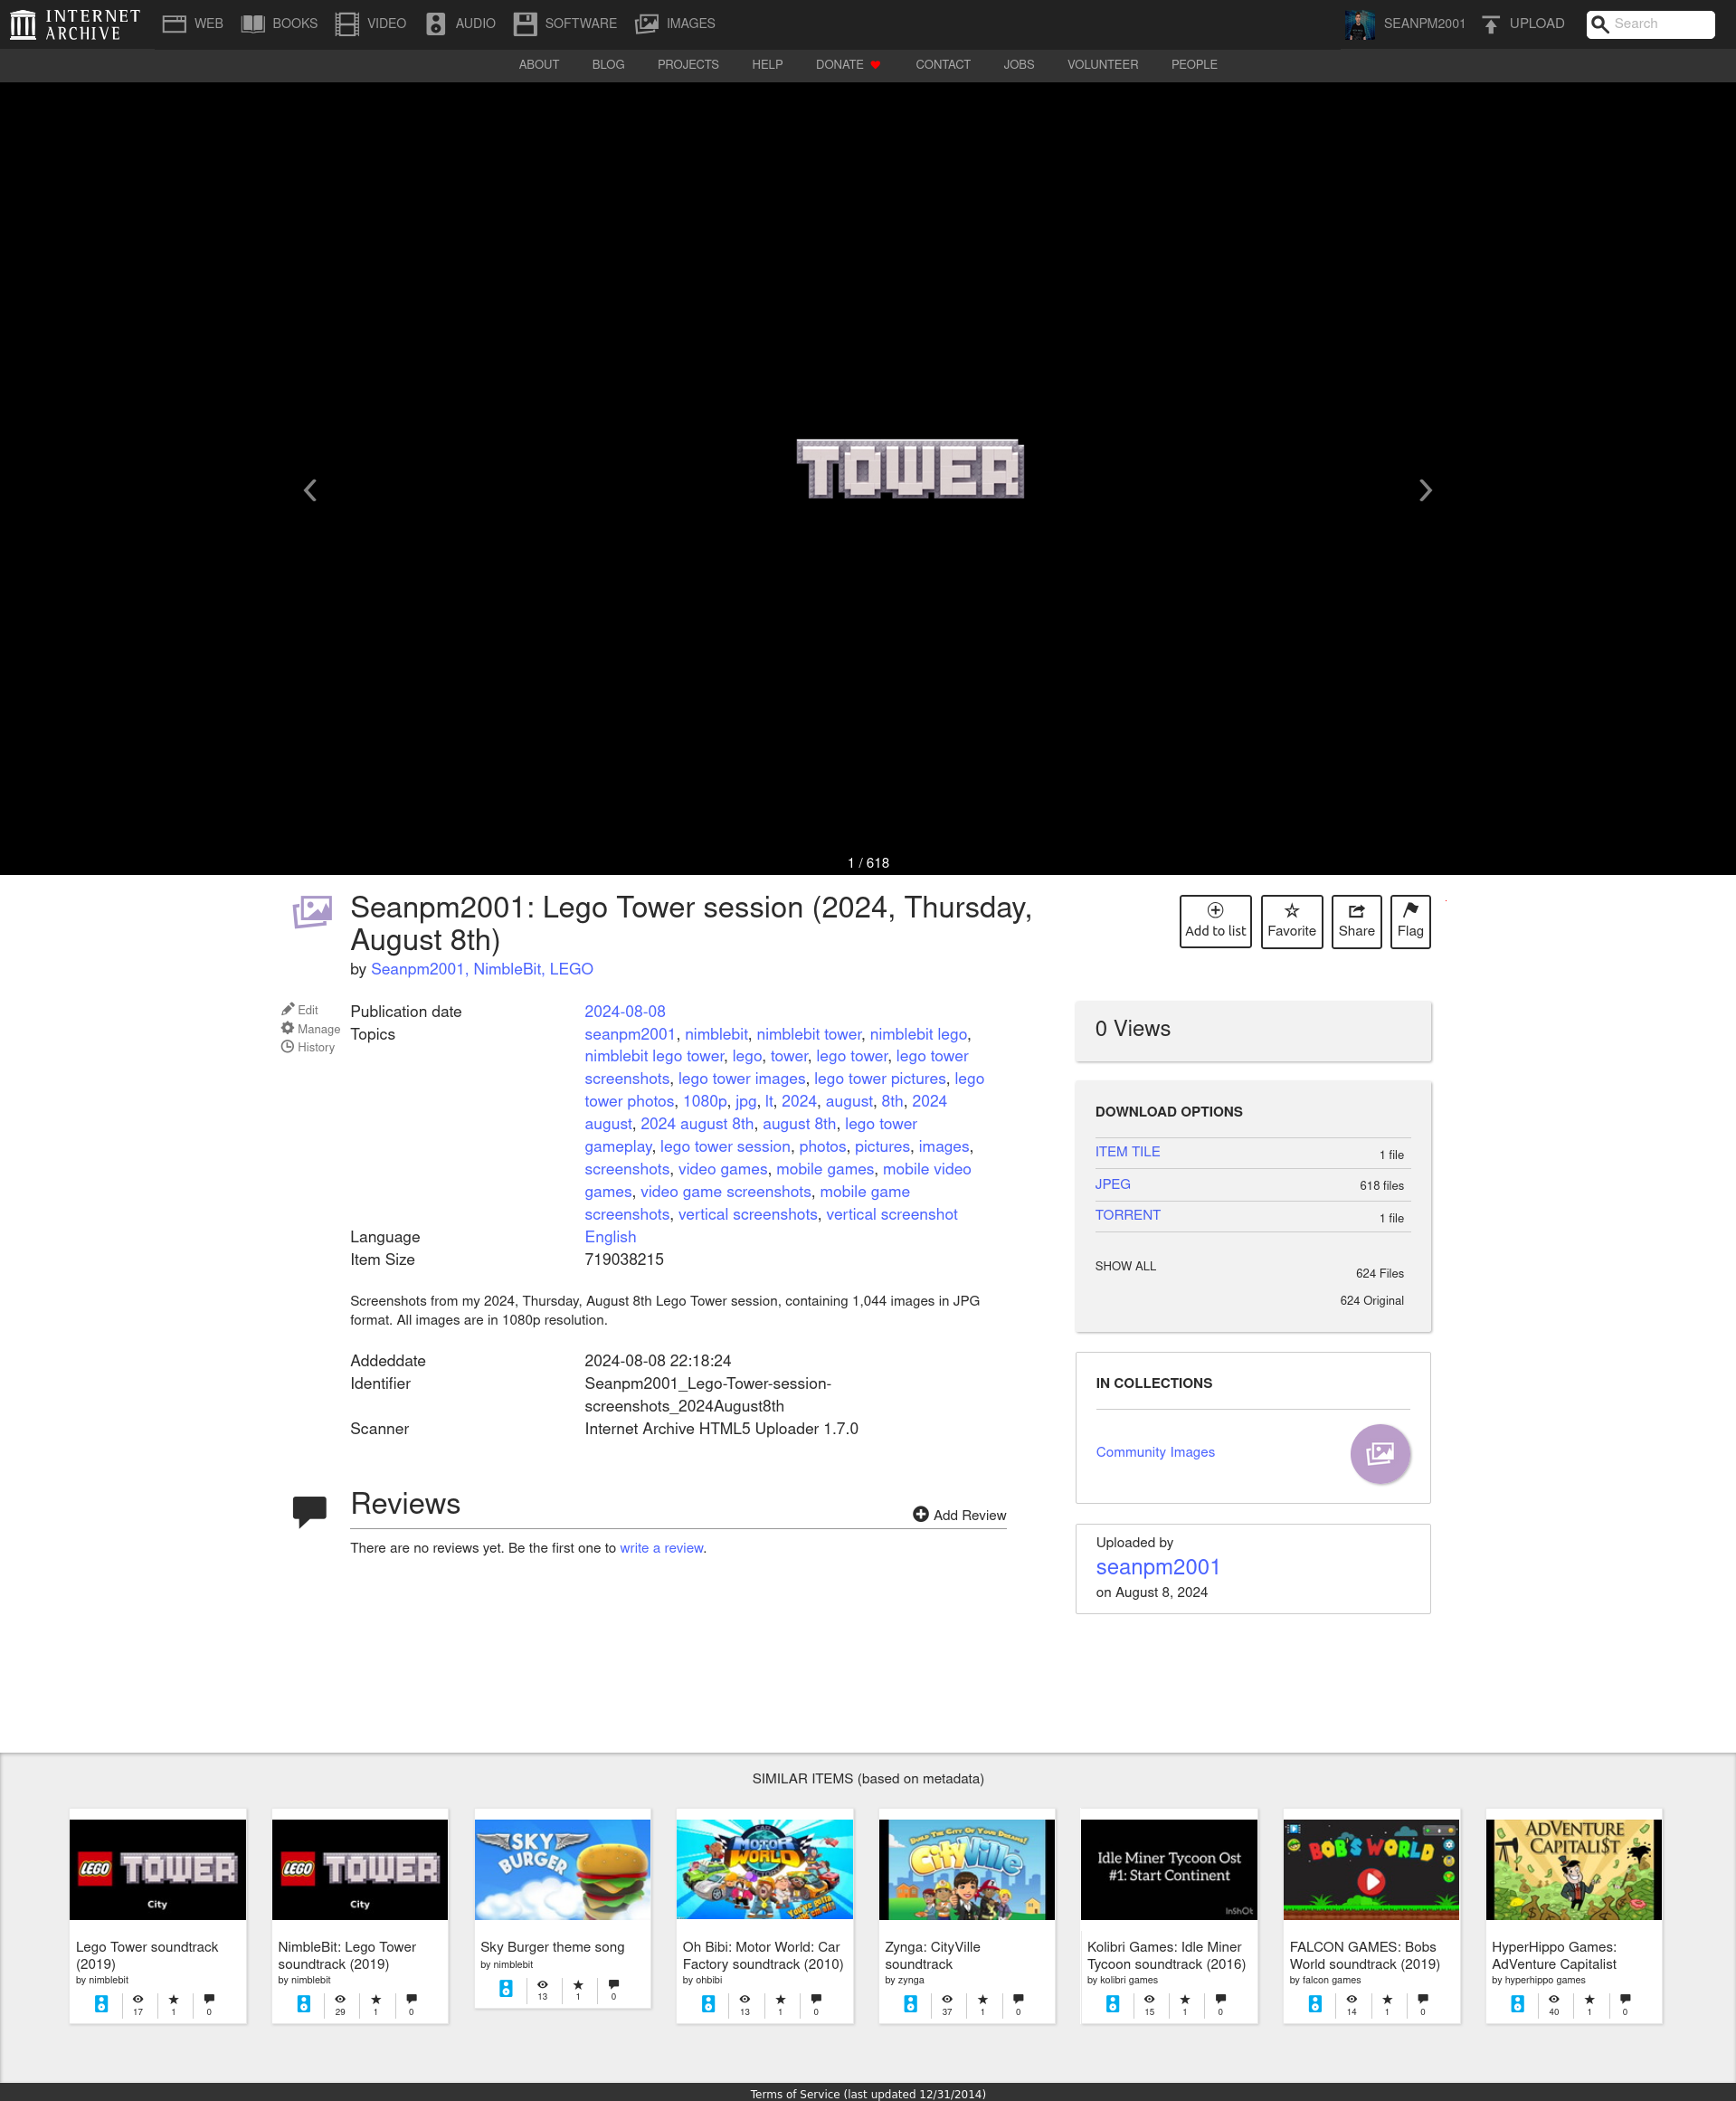 INTERNET ARCHIVE
WEB BOOKS VIDEO AUDIO SOFTWARE IMAGES SEANPM2001 UPLOAD Search
ABOUT BLOG PROJECTS HELP DONATE CONTACT JOBS VOLUNTEER PEOPLE
TOWER
1 / 618
Seanpm2001: Lego Tower session (2024, Thursday,
August 8th)
by Seanpm2001, NimbleBit, LEGO
Add to list Favorite Share Flag
Edit
Manage
History
Publication date 2024-08-08
Topics seanpm2001, nimblebit, nimblebit tower, nimblebit lego,
nimblebit lego tower, lego, tower, lego tower, lego tower
screenshots, lego tower images, lego tower pictures, lego
tower photos, 1080p, jpg, lt, 2024, august, 8th, 2024
august, 2024 august 8th, august 8th, lego tower
gameplay, lego tower session, photos, pictures, images,
screenshots, video games, mobile games, mobile video
games, video game screenshots, mobile game
screenshots, vertical screenshots, vertical screenshot
Language English
Item Size 719038215
Screenshots from my 2024, Thursday, August 8th Lego Tower session, containing 1,044 images in JPG
format. All images are in 1080p resolution.
Addeddate 2024-08-08 22:18:24
Identifier Seanpm2001_Lego-Tower-session-
screenshots_2024August8th
Scanner Internet Archive HTML5 Uploader 1.7.0
Reviews
Add Review
There are no reviews yet. Be the first one to write a review.
0 Views
DOWNLOAD OPTIONS
ITEM TILE 1 file
JPEG 618 files
TORRENT 1 file
SHOW ALL 624 Files
624 Original
IN COLLECTIONS
Community Images
Uploaded by
seanpm2001
on August 8, 2024
SIMILAR ITEMS (based on metadata)
LEGO TOWER
City
Lego Tower soundtrack
(2019)
by nimblebit
17 1 0
LEGO TOWER
City
NimbleBit: Lego Tower
soundtrack (2019)
by nimblebit
29 1 0
SKY
BURGER
Sky Burger theme song
by nimblebit
13 1 0
MOTOR
WORLD
Oh Bibi: Motor World: Car
Factory soundtrack (2010)
by ohbibi
13 1 0
BUILD THE CITY OF YOUR DREAMS!
CityVille
Zynga: CityVille
soundtrack
by zynga
37 1 0
Idle Miner Tycoon Ost
#1: Start Continent
InShOt
Kolibri Games: Idle Miner
Tycoon soundtrack (2016)
by kolibri games
15 1 0
BOB'S WORLD
FALCON GAMES: Bobs
World soundtrack (2019)
by falcon games
14 1 0
ADVENTURE
CAPITALI$T
HyperHippo Games:
AdVenture Capitalist
by hyperhippo games
40 1 0
Terms of Service (last updated 12/31/2014)